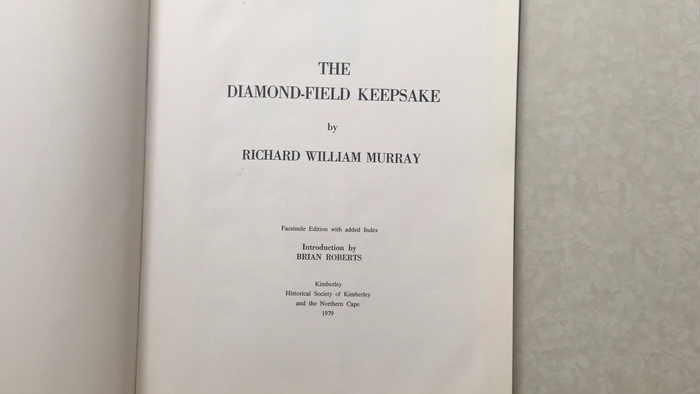 THE
DIAMOND-FIELD KEEPSAKE
by
RICHARD WILLIAM MURRAY
Facsimile Edition with added Index
Introduction by
BRIAN ROBERTS
Kimberley
Historical Society of Kimberley
and the Northern Cape
1979